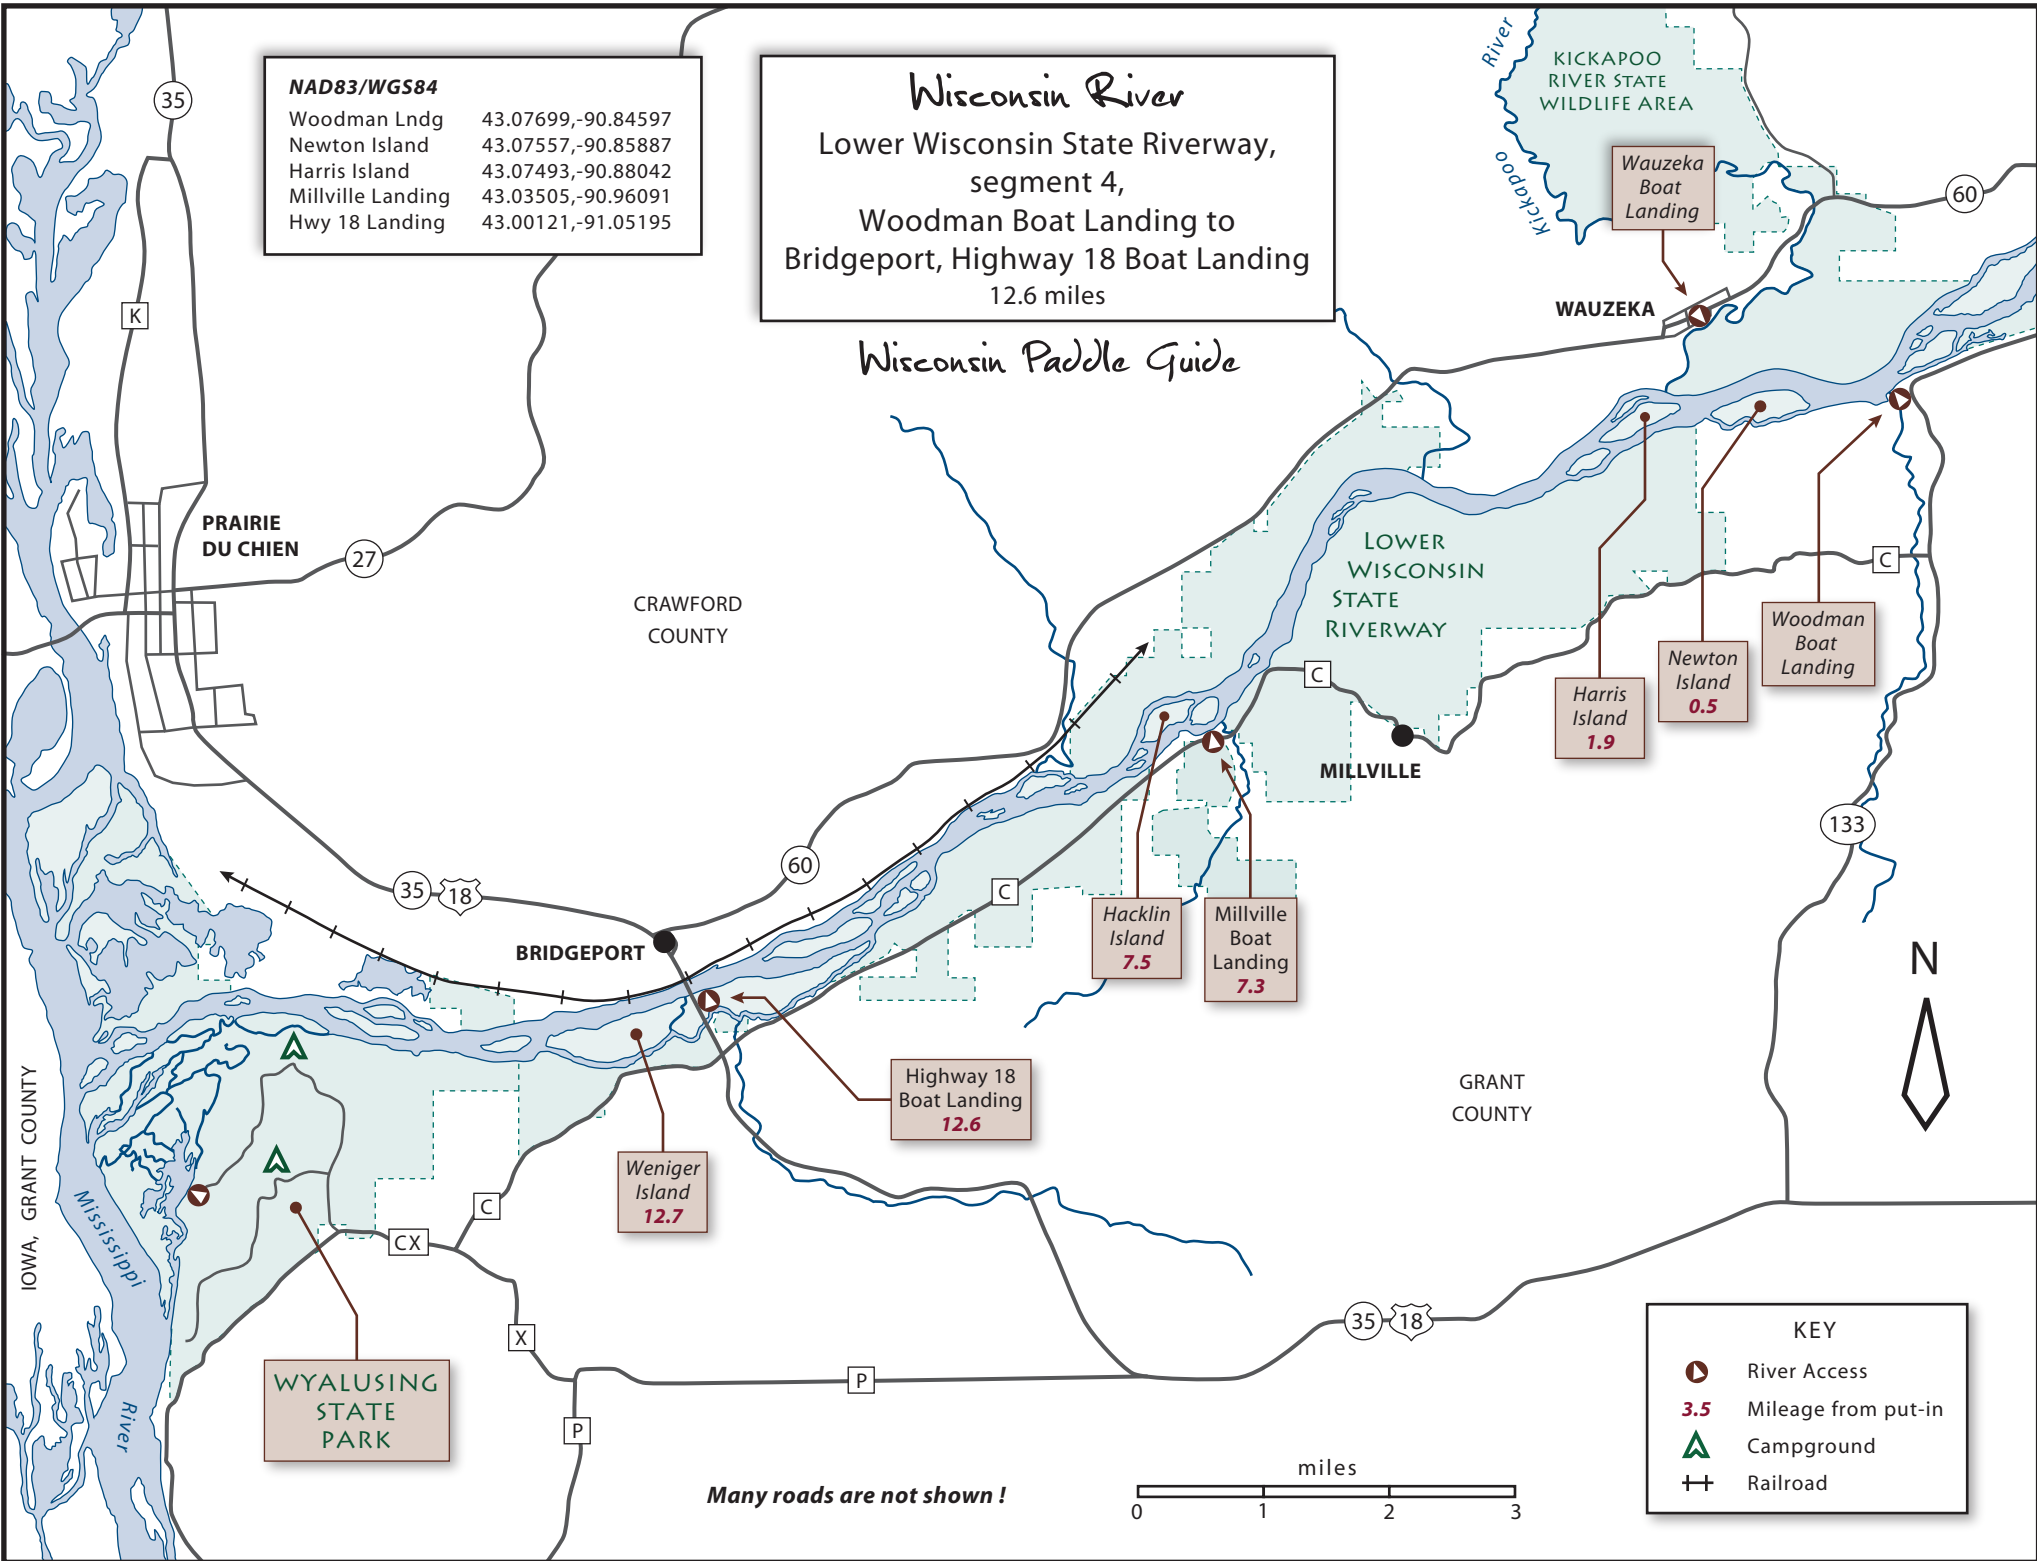 NAD83/WGS84
Woodman Lndg 43.07699,-90.84597
Newton Island 43.07557,-90.85887
Harris Island 43.07493,-90.88042
Millville Landing 43.03505,-90.96091
Hwy 18 Landing 43.00121,-91.05195
Wisconsin River
Lower Wisconsin State Riverway,
segment 4,
Woodman Boat Landing to
Bridgeport, Highway 18 Boat Landing
12.6 miles
Wisconsin Paddle Guide
River
Kickapoo
KICKAPOO
RIVER STATE
WILDLIFE AREA
Wauzeka
Boat
Landing
WAUZEKA
60
35
K
PRAIRIE
DU CHIEN
27
CRAWFORD
COUNTY
LOWER
WISCONSIN
STATE
RIVERWAY
C
C
MILLVILLE
Harris
Island
1.9
Newton
Island
0.5
Woodman
Boat
Landing
133
60
35
18
C
BRIDGEPORT
Hacklin
Island
7.5
Millville
Boat
Landing
7.3
N
Highway 18
Boat Landing
12.6
GRANT
COUNTY
Weniger
Island
12.7
IOWA, GRANT COUNTY
Mississippi
River
C
CX
X
P
P
35
18
WYALUSING
STATE
PARK
Many roads are not shown !
miles
0 1 2 3
KEY
River Access
3.5 Mileage from put-in
Campground
Railroad